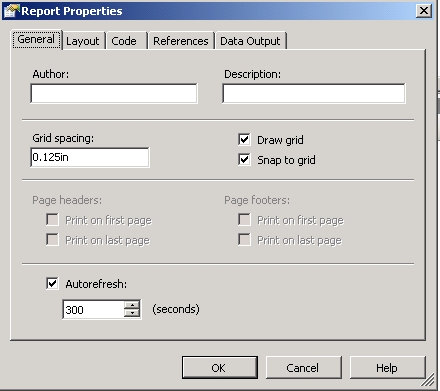 Report Properties
General Layout Code References Data Output
Author: Description:
Grid spacing: Draw grid
0.125in Snap to grid
Page headers: Page footers:
Print on first page Print on first page
Print on last page Print on last page
Autorefresh:
300 (seconds)
OK Cancel Help